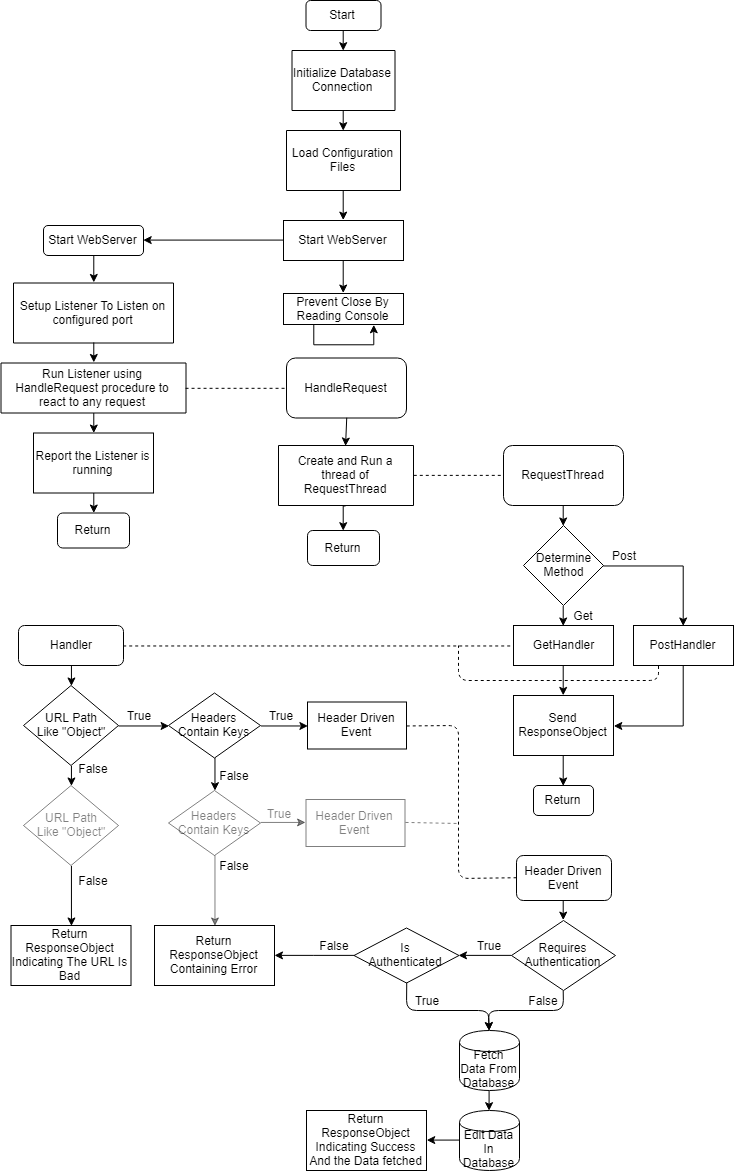 Start
Initialize Database
Connection
Load Configuration
Files
Start WebServer
Start WebServer
Setup Listener To Listen on
configured port
Prevent Close By
Reading Console
Run Listener using
HandleRequest procedure to
react to any request
HandleRequest
Report the Listener is
running
Create and Run a
thread of
RequestThread
RequestThread
Return
Return
Determine
Method
Post
Get
Handler
GetHandler
PostHandler
URL Path
Like "Object"
True
Headers
Contain Keys
True
Header Driven
Event
Send
ResponseObject
False
False
Return
URL Path
Like "Object"
Headers
Contain Keys
True
Header Driven
Event
False
False
Header Driven
Event
Return
ResponseObject
Indicating The URL Is
Bad
Return
ResponseObject
Containing Error
False
Is
Authenticated
True
Requires
Authentication
True
False
Fetch
Data From
Database
Return
ResponseObject
Indicating Success
And the Data fetched
Edit Data
In
Database